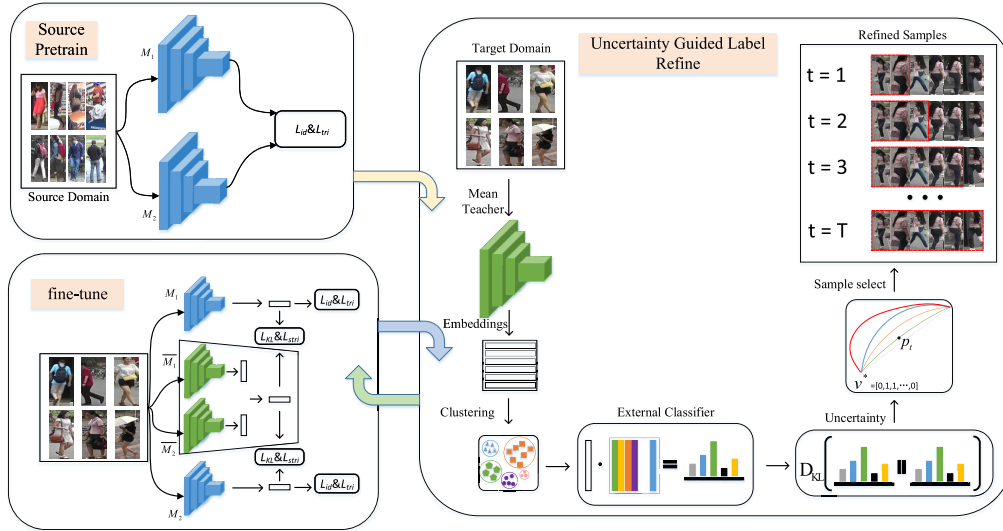 Source
Pretrain
M1
M2
Lid&Ltri
Source Domain
fine-tune
M1
Lid&Ltri
LKL&Lstri
M1
M2
LKL&Lstri
Lid&Ltri
M2
Target Domain
Uncertainty Guided Label
Refine
Mean
Teacher
Embeddings
Clustering
External Classifier
=
Uncertainty
DKL
Sample select
pt
v*=[0,1,1,⋯,0]
Refined Samples
t = 1
t = 2
t = 3
• • •
t = T